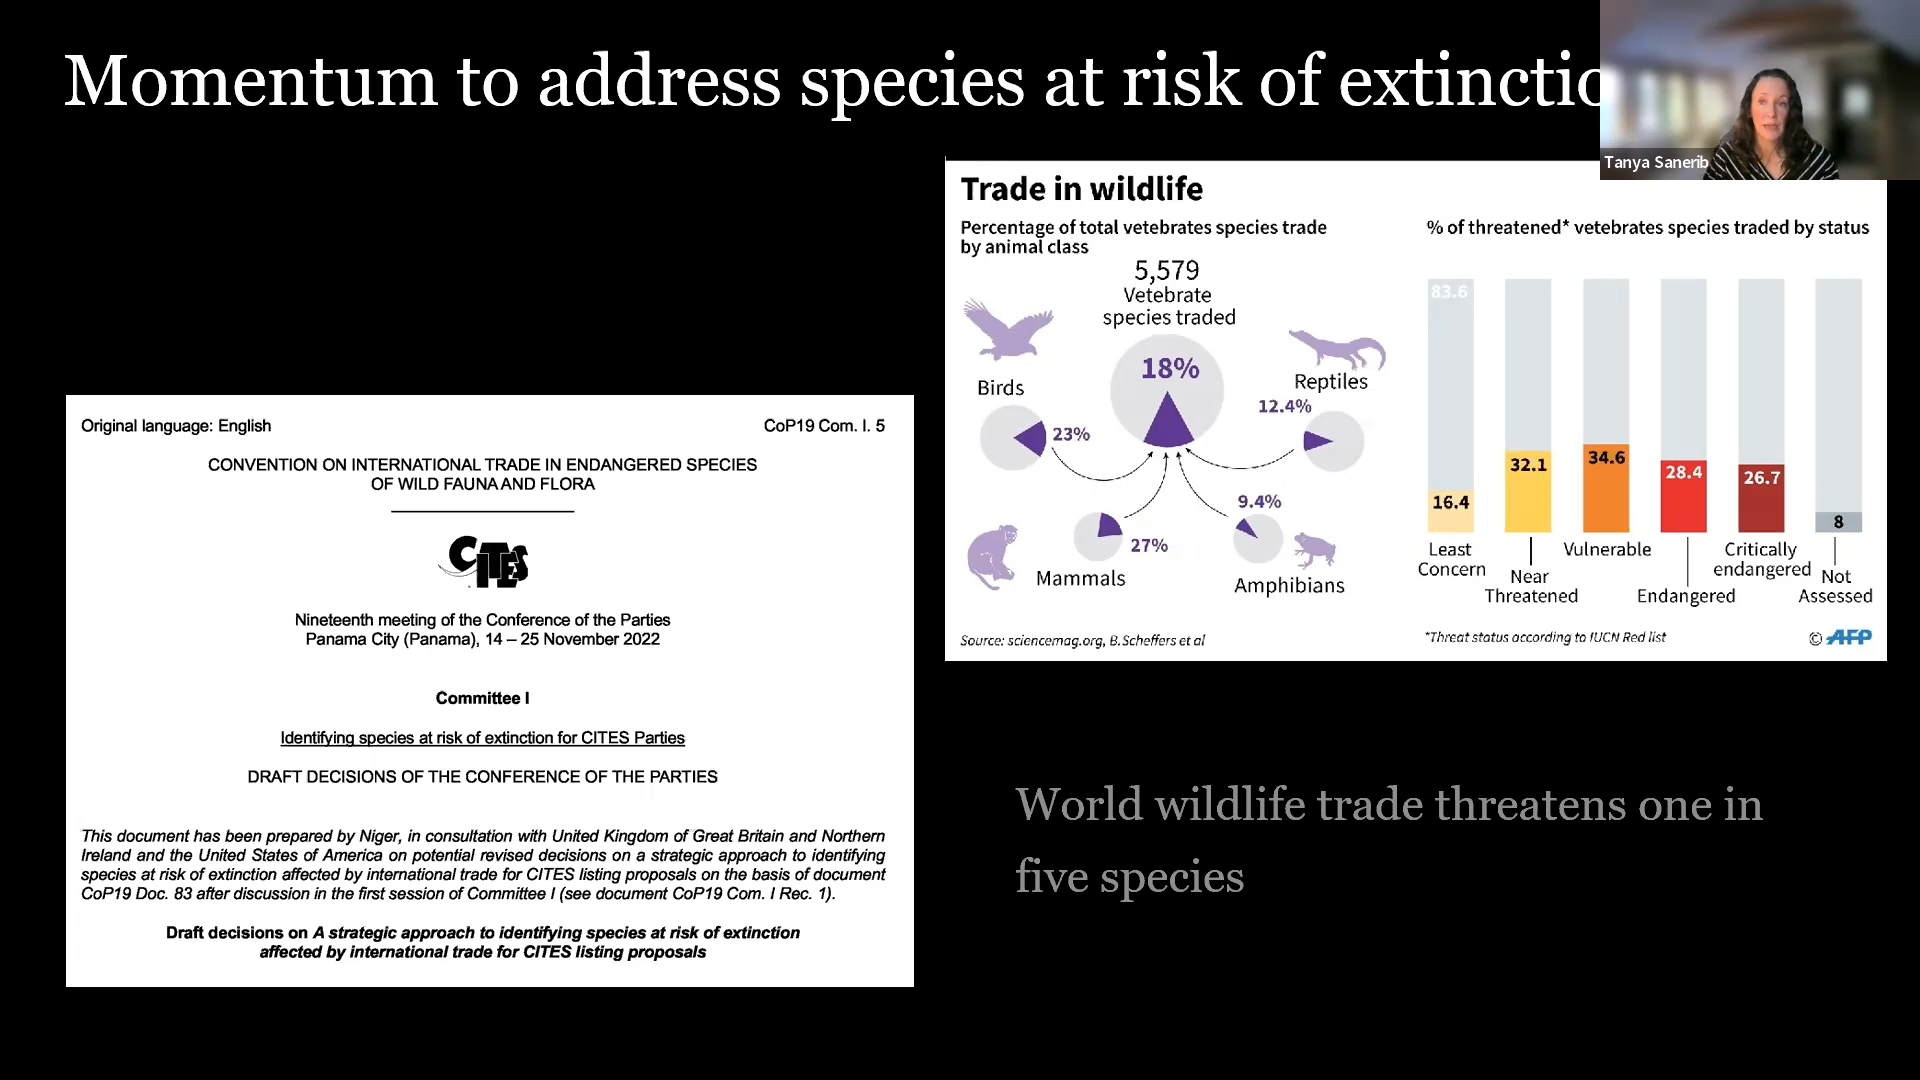 Momentum to address species at risk of extinctio
Tanya Sanerib
Original language: English
CoP19 Com. I. 5
CONVENTION ON INTERNATIONAL TRADE IN ENDANGERED SPECIES
OF WILD FAUNA AND FLORA
CITES
Nineteenth meeting of the Conference of the Parties
Panama City (Panama), 14 – 25 November 2022
Committee I
Identifying species at risk of extinction for CITES Parties
DRAFT DECISIONS OF THE CONFERENCE OF THE PARTIES
This document has been prepared by Niger, in consultation with United Kingdom of Great Britain and Northern
Ireland and the United States of America on potential revised decisions on a strategic approach to identifying
species at risk of extinction affected by international trade for CITES listing proposals on the basis of document
CoP19 Doc. 83 after discussion in the first session of Committee I (see document CoP19 Com. I Rec. 1).
Draft decisions on A strategic approach to identifying species at risk of extinction
affected by international trade for CITES listing proposals
Trade in wildlife
Percentage of total vetebrates species trade
by animal class
5,579
Vetebrate
species traded
18%
Birds
23%
Reptiles
12.4%
Mammals
27%
Amphibians
9.4%
Source: sciencemag.org, B.Scheffers et al
% of threatened* vetebrates species traded by status
83.6
16.4
32.1
34.6
28.4
26.7
8
Least
Concern
Near
Threatened
Vulnerable
Endangered
Critically
endangered
Not
Assessed
*Threat status according to IUCN Red list
© AFP
World wildlife trade threatens one in
five species